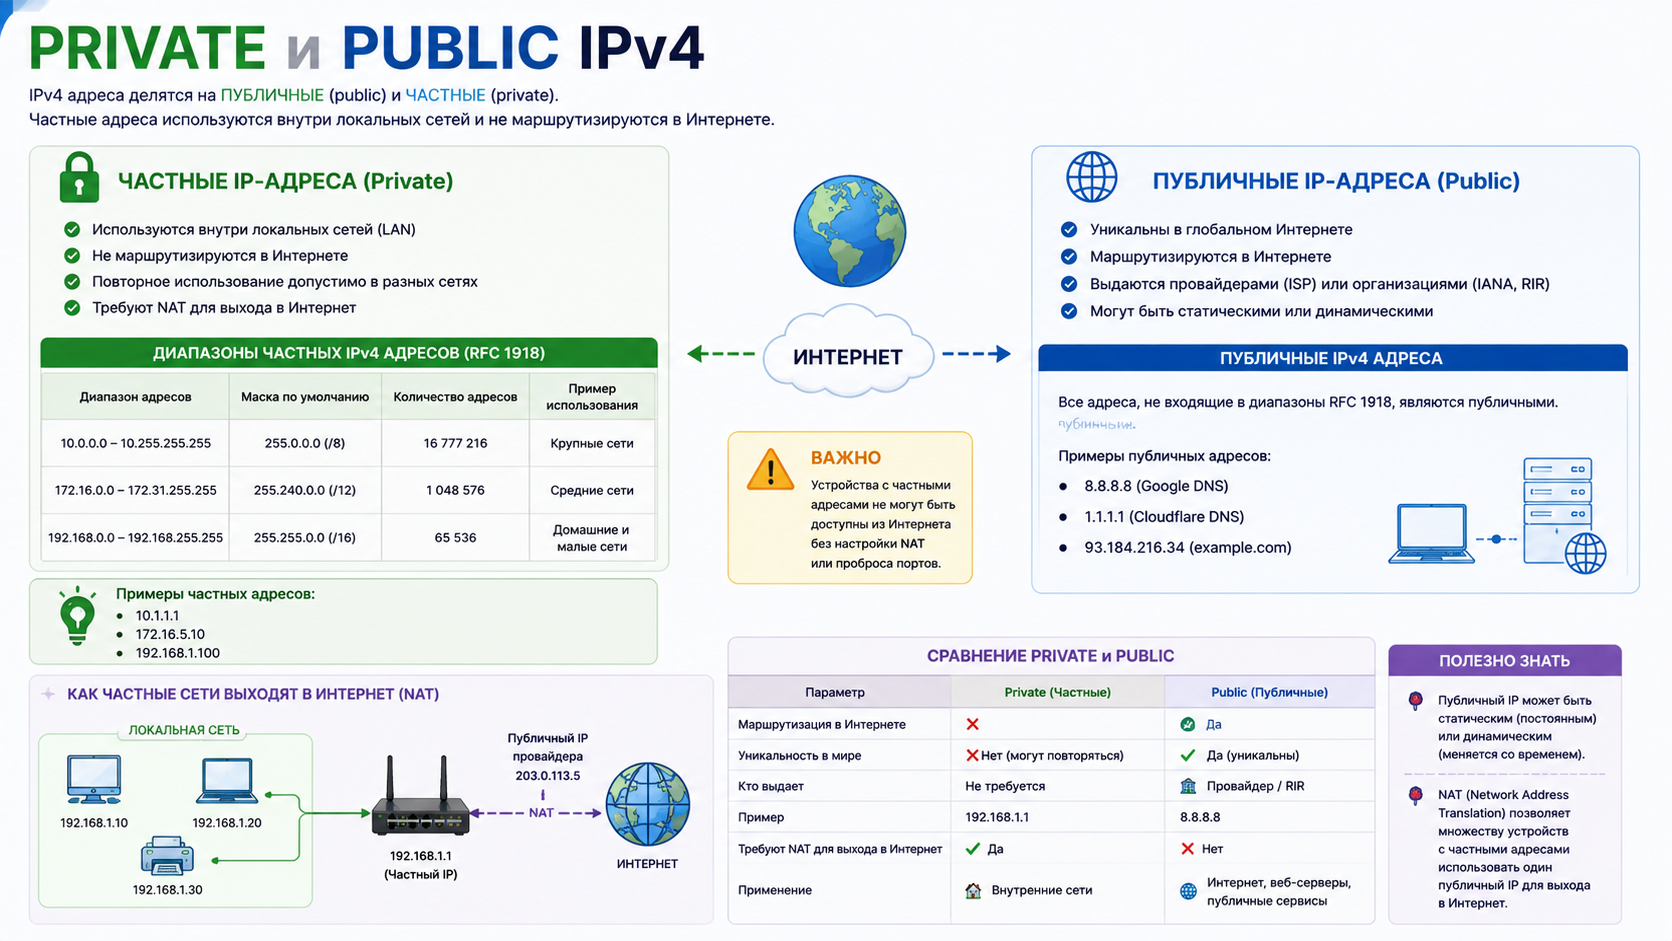 PRIVATE и PUBLIC IPv4
IPv4 адреса делятся на ПУБЛИЧНЫЕ (public) и ЧАСТНЫЕ (private).
Частные адреса используются внутри локальных сетей и не маршрутизируются в Интернете.
ЧАСТНЫЕ IP-АДРЕСА (Private)
Используются внутри локальных сетей (LAN)
Не маршрутизируются в Интернете
Повторное использование допустимо в разных сетях
Требуют NAT для выхода в Интернет
ДИАПАЗОНЫ ЧАСТНЫХ IPv4 АДРЕСОВ (RFC 1918)
Диапазон адресов Маска по умолчанию Количество адресов Пример использования
10.0.0.0 – 10.255.255.255 255.0.0.0 (/8) 16 777 216 Крупные сети
172.16.0.0 – 172.31.255.255 255.240.0.0 (/12) 1 048 576 Средние сети
192.168.0.0 – 192.168.255.255 255.255.0.0 (/16) 65 536 Домашние и малые сети
Примеры частных адресов:
• 10.1.1.1
• 172.16.5.10
• 192.168.1.100
ИНТЕРНЕТ
ВАЖНО
Устройства с частными
адресами не могут быть
доступны из Интернета
без настройки NAT
или проброса портов.
ПУБЛИЧНЫЕ IP-АДРЕСА (Public)
Уникальны в глобальном Интернете
Маршрутизируются в Интернете
Выдаются провайдерами (ISP) или организациями (IANA, RIR)
Могут быть статическими или динамическими
ПУБЛИЧНЫЕ IPv4 АДРЕСА
Все адреса, не входящие в диапазоны RFC 1918, являются публичными.
Примеры публичных адресов:
• 8.8.8.8 (Google DNS)
• 1.1.1.1 (Cloudflare DNS)
• 93.184.216.34 (example.com)
КАК ЧАСТНЫЕ СЕТИ ВЫХОДЯТ В ИНТЕРНЕТ (NAT)
ЛОКАЛЬНАЯ СЕТЬ
192.168.1.10
192.168.1.20
192.168.1.30
192.168.1.1
(Частный IP)
Публичный IP
провайдера
203.0.113.5
NAT
ИНТЕРНЕТ
СРАВНЕНИЕ PRIVATE и PUBLIC
Параметр Private (Частные) Public (Публичные)
Маршрутизация в Интернете Да
Уникальность в мире Нет (могут повторяться) Да (уникальны)
Кто выдает Не требуется Провайдер / RIR
Пример 192.168.1.1 8.8.8.8
Требуют NAT для выхода в Интернет Да Нет
Применение Внутренние сети Интернет, веб-серверы, публичные сервисы
ПОЛЕЗНО ЗНАТЬ
Публичный IP может быть
статическим (постоянным)
или динамическим
(меняется со временем).
NAT (Network Address
Translation) позволяет
множеству устройств
с частными адресами
использовать один
публичный IP для выхода
в Интернет.